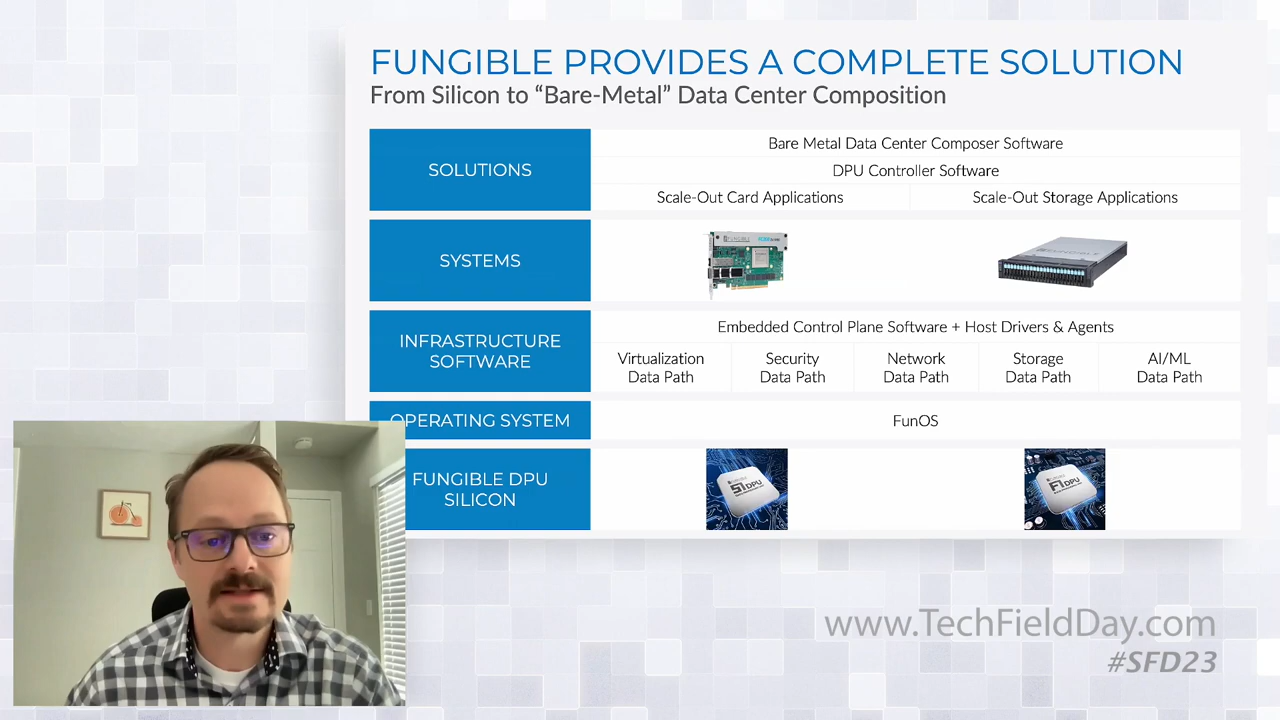 FUNGIBLE PROVIDES A COMPLETE SOLUTION
From Silicon to “Bare-Metal” Data Center Composition
SOLUTIONS
Bare Metal Data Center Composer Software
DPU Controller Software
Scale-Out Card Applications
Scale-Out Storage Applications
SYSTEMS
FUNGIBLE
INFRASTRUCTURE
SOFTWARE
Embedded Control Plane Software + Host Drivers & Agents
Virtualization
Data Path
Security
Data Path
Network
Data Path
Storage
Data Path
AI/ML
Data Path
OPERATING SYSTEM
FunOS
FUNGIBLE DPU
SILICON
S1 DPU
F1 DPU
www.TechFieldDay.com
#SFD23